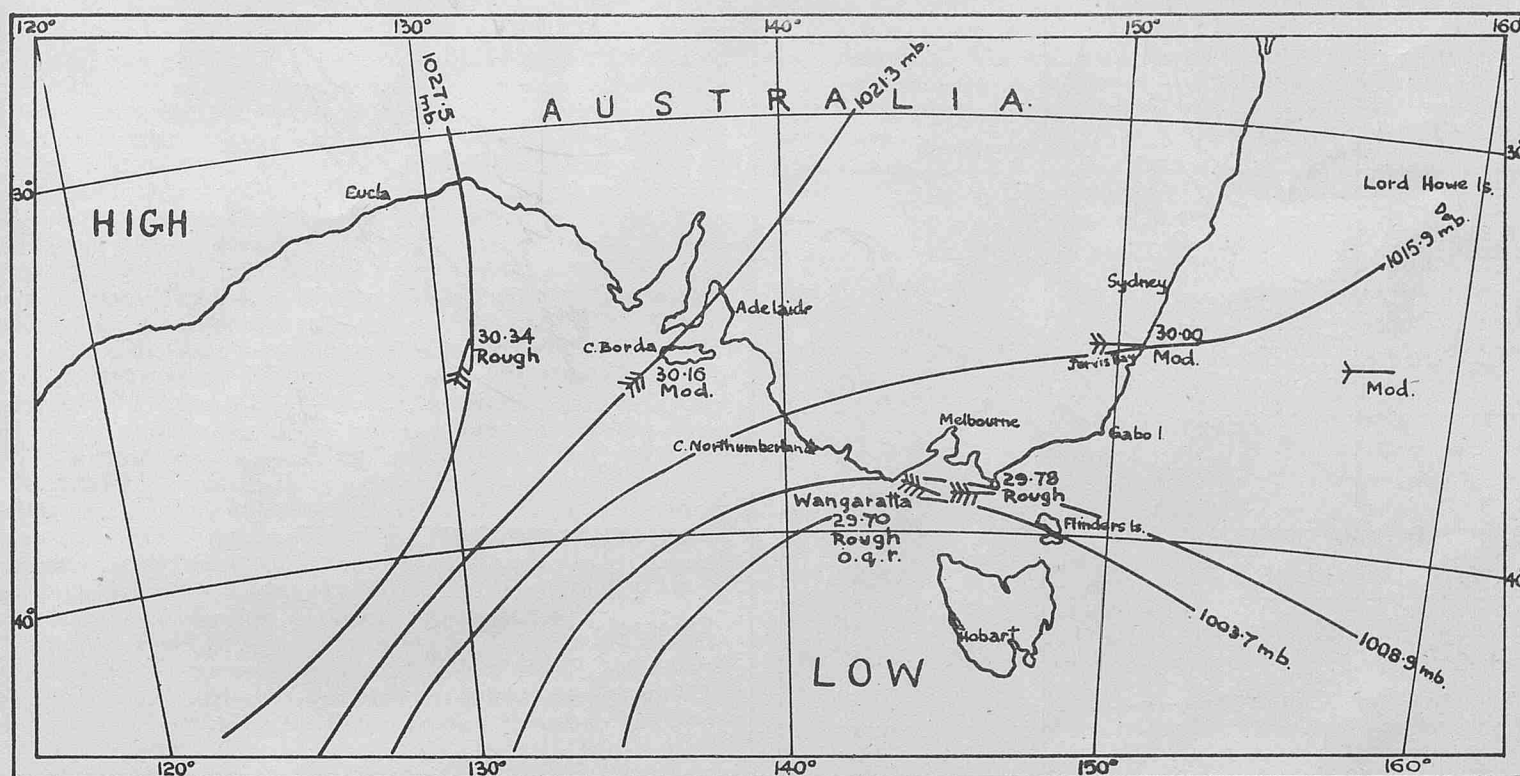 120° 130° 140° 150° 160°
1027·5
mb.
1021·3 mb.
AUSTRALIA.
30° 30°
Eucla
HIGH
Lord Howe Is.
1015·9 mb.
Sydney
Adelaide
30·34
Rough
C. Borda
30·16
Mod.
30·00
Mod.
Jarvis Bay
Mod.
Melbourne
Gabo I.
C. Northumberland
Wangaratta
29·70
Rough
o.q.r.
29·78
Rough
Flinders Is.
40° 40°
Hobart
LOW
1003·7 mb.
1008·9 mb.
120° 130° 140° 150° 160°